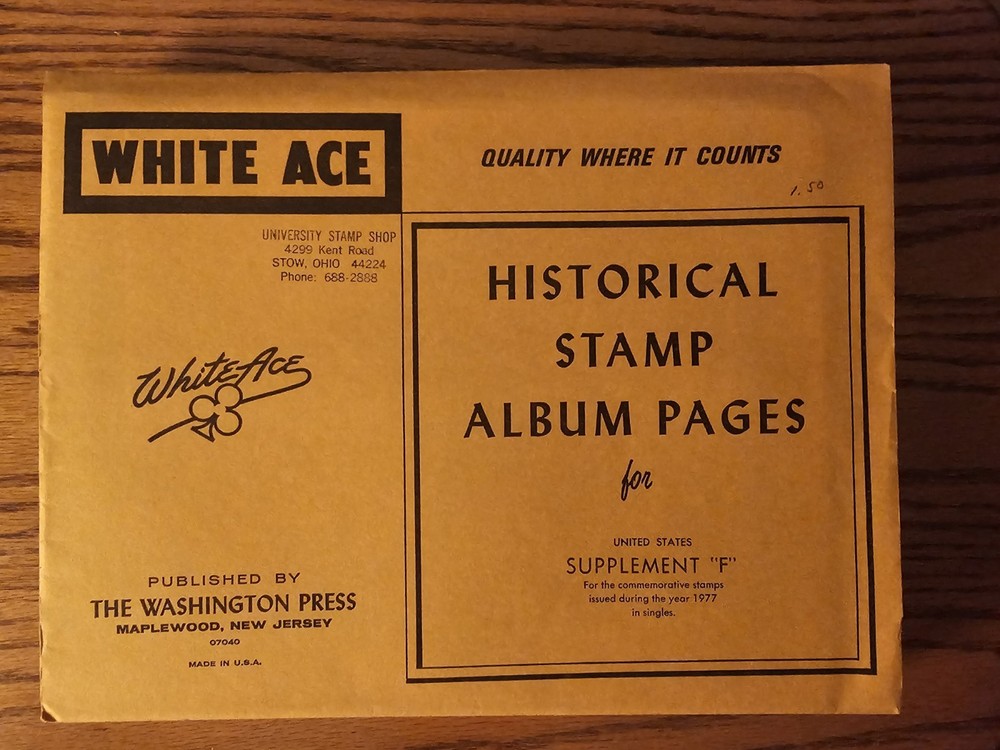 WHITE ACE
QUALITY WHERE IT COUNTS
1.50
UNIVERSITY STAMP SHOP
4299 Kent Road
STOW, OHIO 44224
Phone: 688-2888
White Ace
HISTORICAL
STAMP
ALBUM PAGES
for
UNITED STATES
SUPPLEMENT "F"
For the commemorative stamps
issued during the year 1977
in singles.
PUBLISHED BY
THE WASHINGTON PRESS
MAPLEWOOD, NEW JERSEY
07040
MADE IN U.S.A.